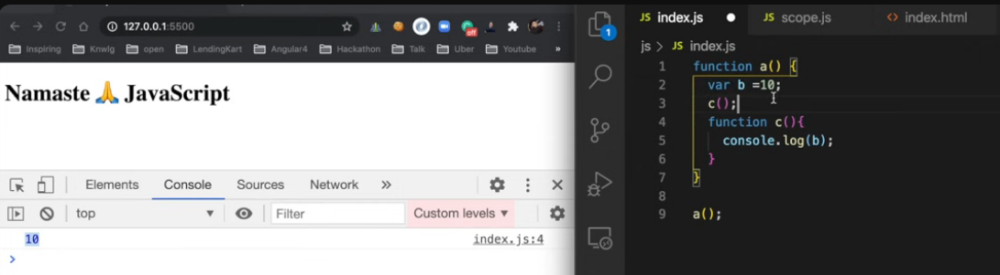 127.0.0.1:5500
off
Inspiring Knwlg open LendingKart Angular4 Hackathon Talk Uber Youtube »
Namaste 🙏 JavaScript
Elements Console Sources Network »
top Filter Custom levels
10 index.js:4
>
1
JS index.js JS scope.js <> index.html
js > JS index.js
1 function a() {
2 var b =10;
3 c();
4 function c(){
5 console.log(b);
6 }
7 }
8
9 a();